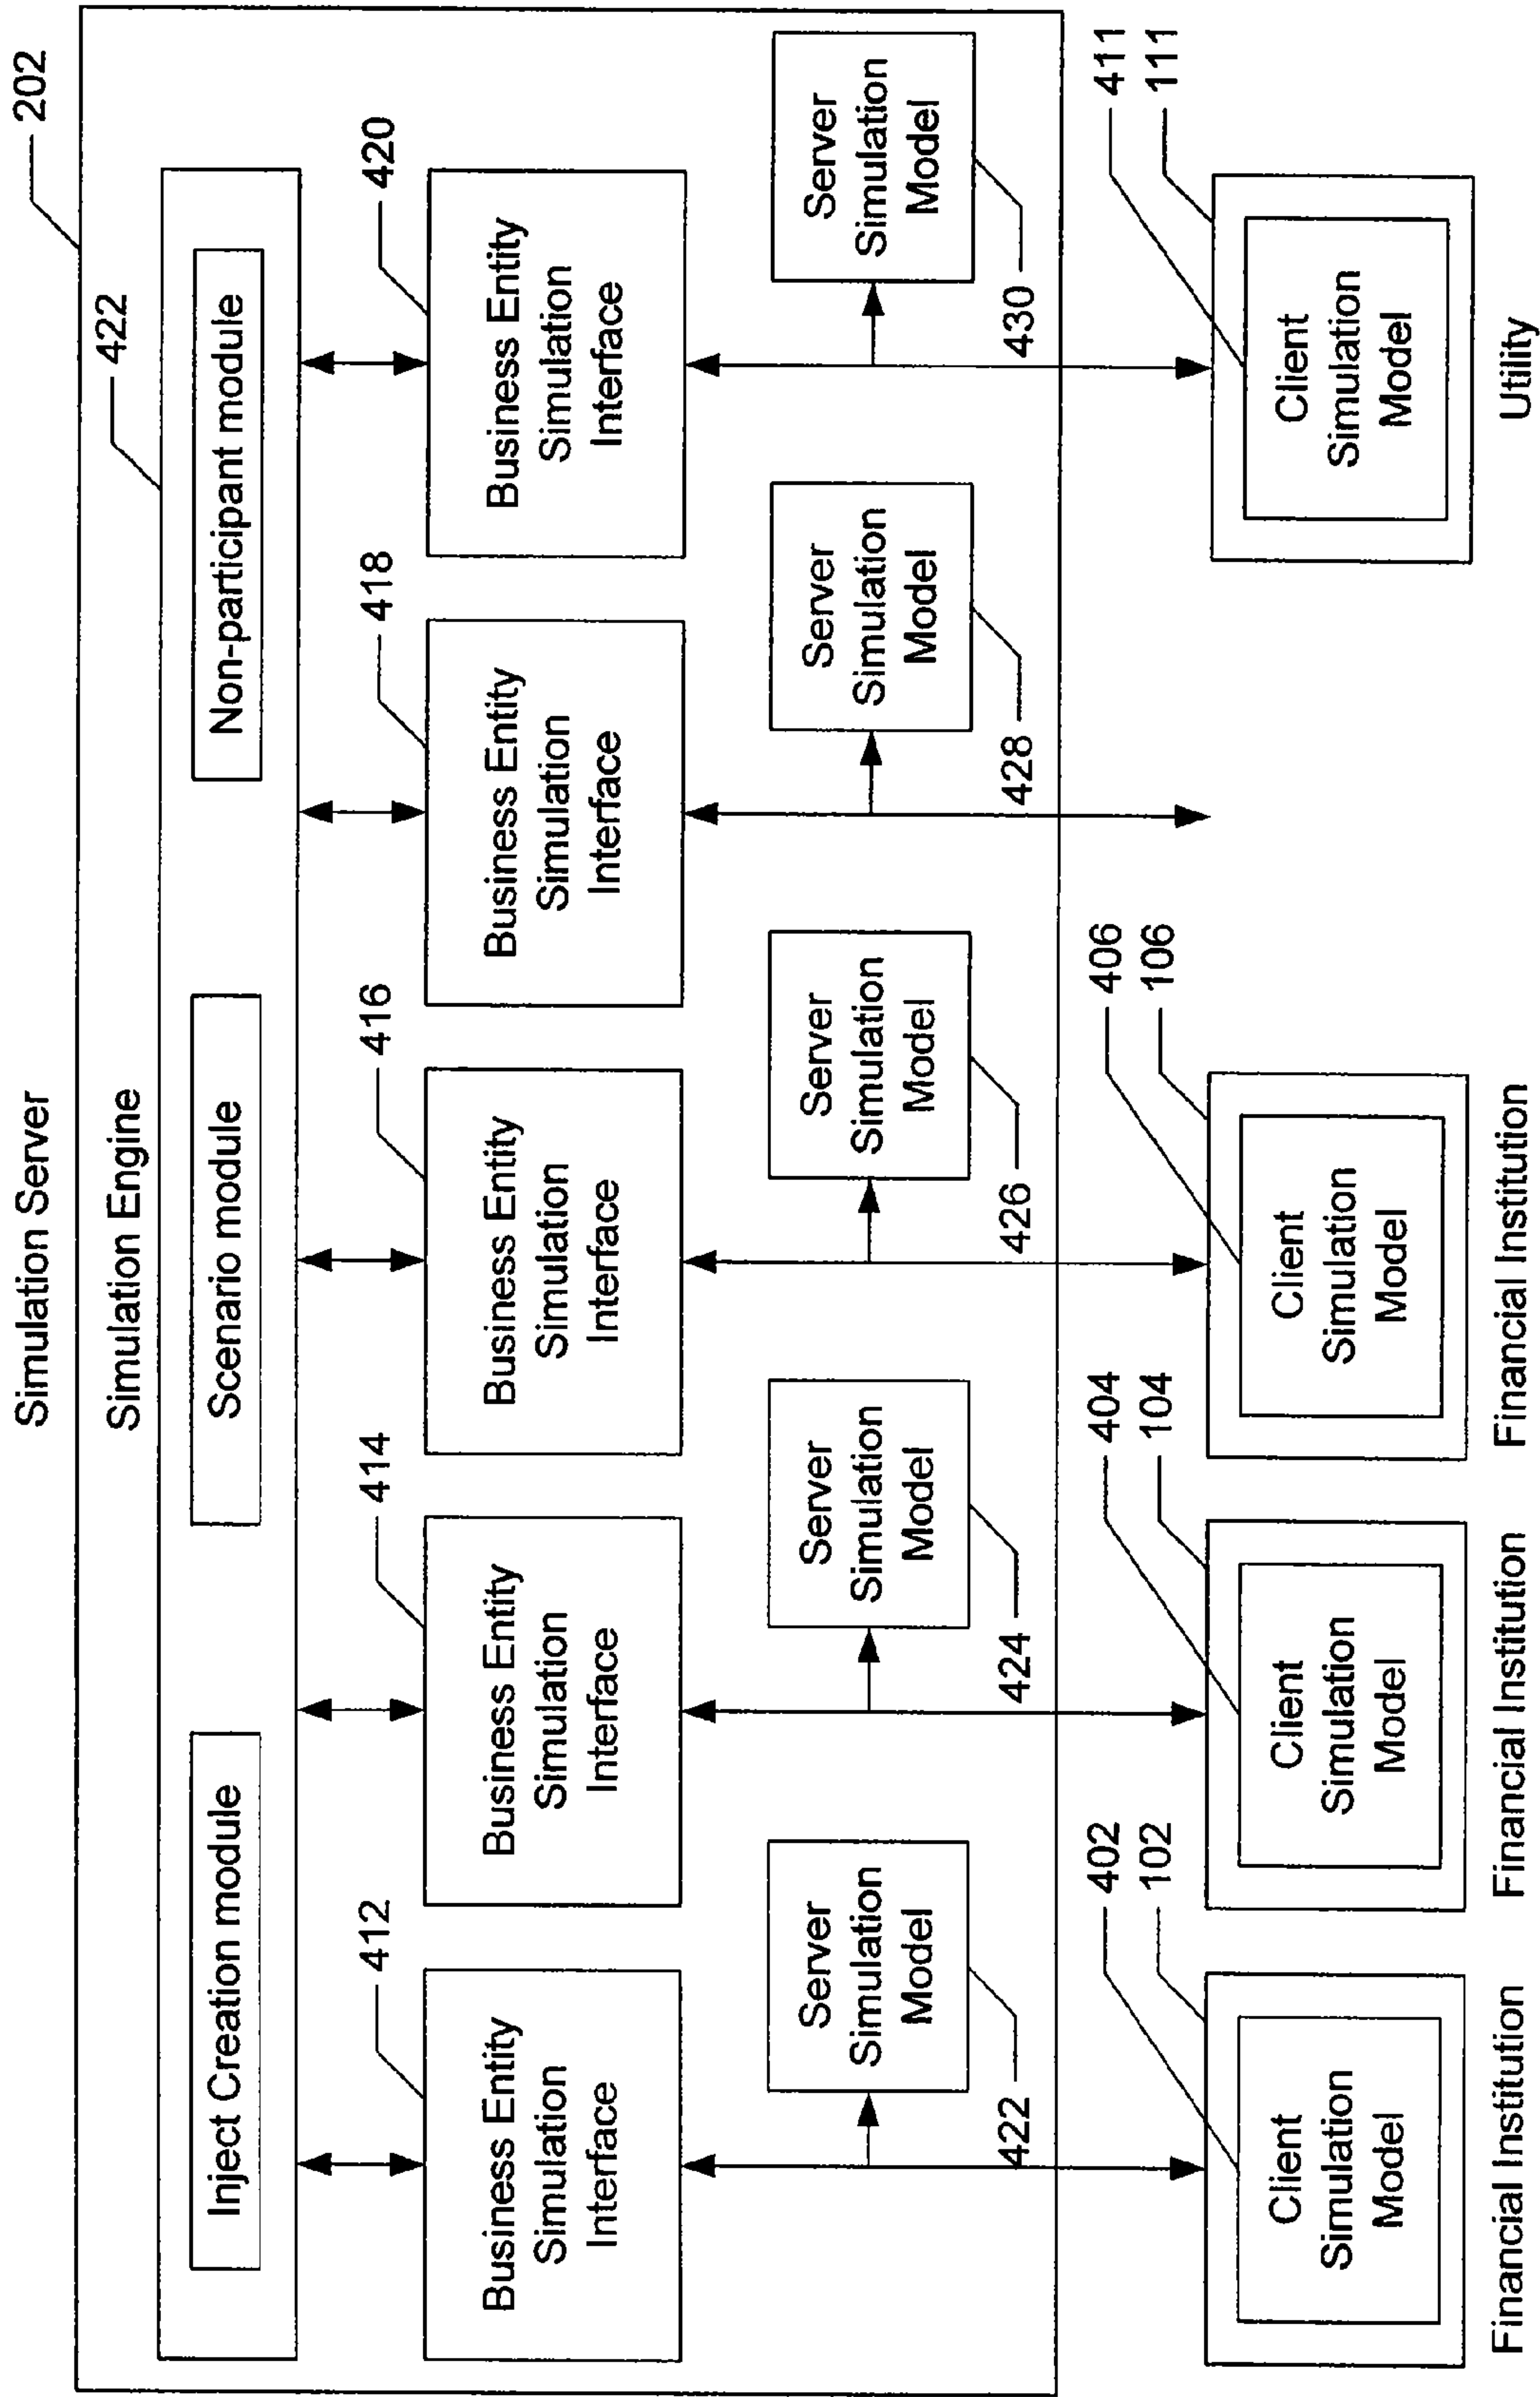 Simulation Server
202
Simulation Engine
422
Inject Creation module
Scenario module
Non-participant module
412
414
416
418
420
Business Entity
Simulation
Interface
Business Entity
Simulation
Interface
Business Entity
Simulation
Interface
Business Entity
Simulation
Interface
Business Entity
Simulation
Interface
Server
Simulation
Model
Server
Simulation
Model
Server
Simulation
Model
Server
Simulation
Model
Server
Simulation
Model
422
424
426
428
430
402
102
404
104
406
106
411
111
Client
Simulation
Model
Client
Simulation
Model
Client
Simulation
Model
Client
Simulation
Model
Financial Institution
Financial Institution
Financial Institution
Utility